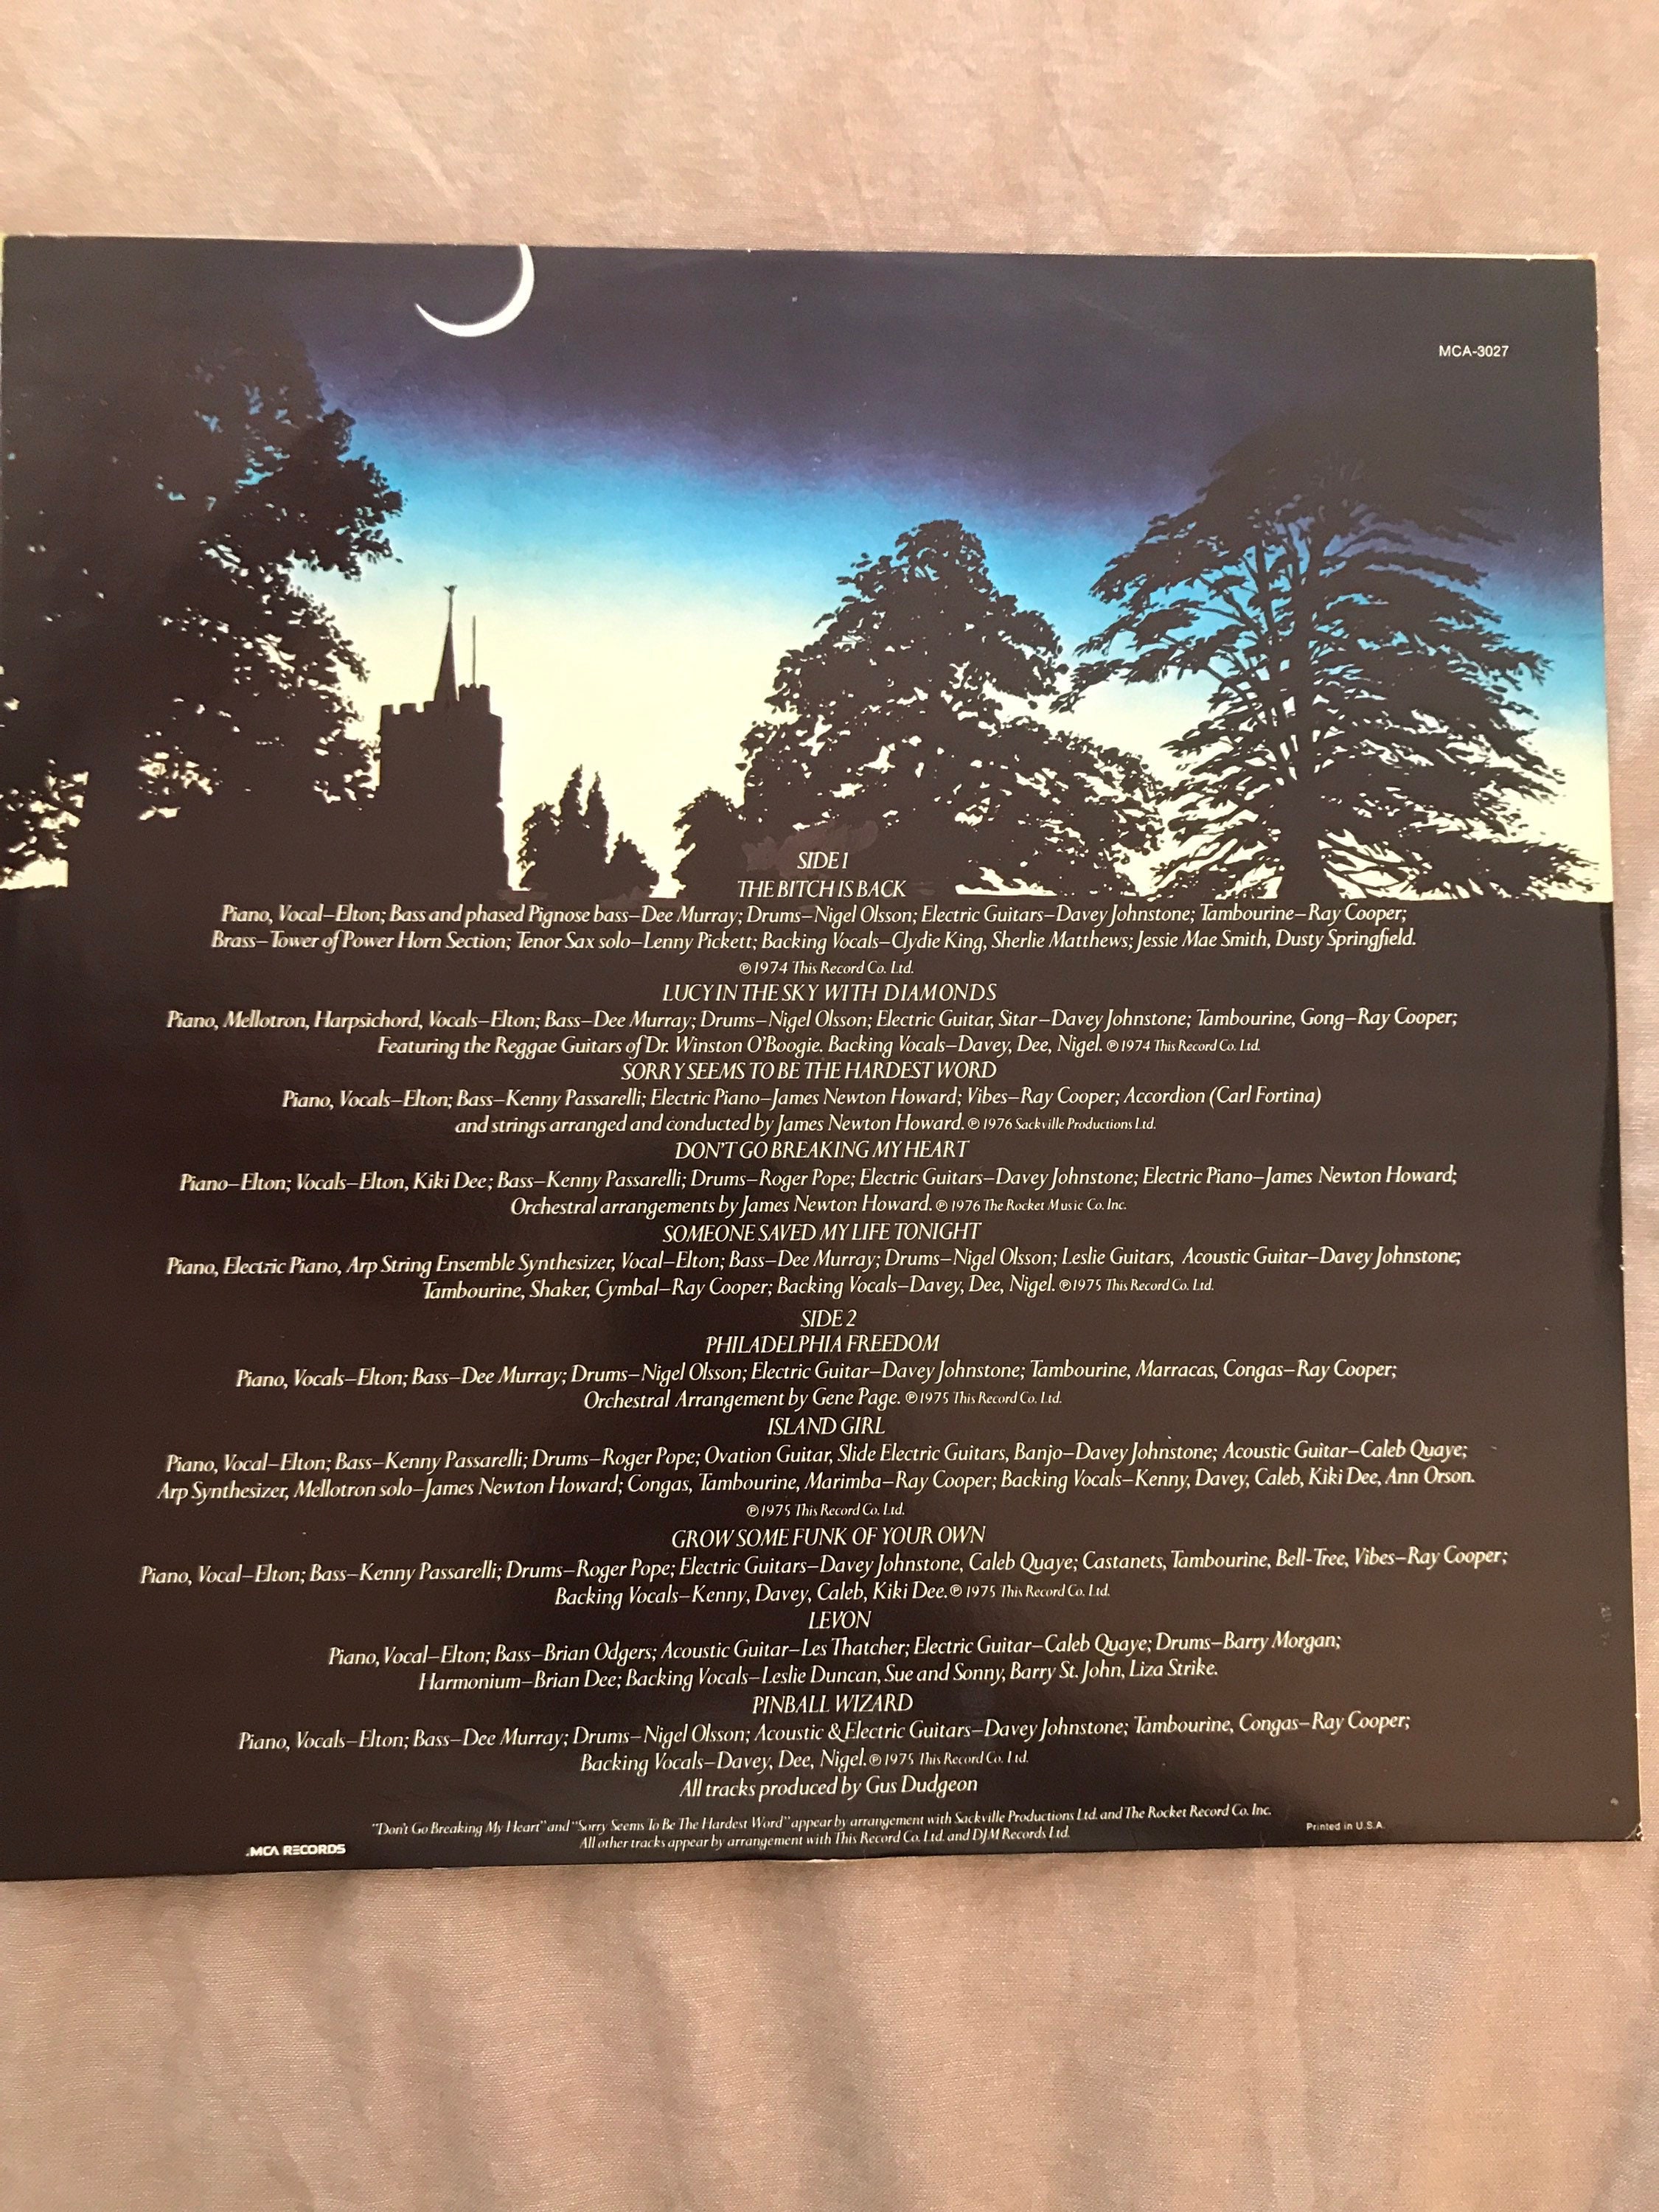 MCA-3027
SIDE 1
THE BITCH IS BACK
Piano, Vocal–Elton; Bass and phased Pignose bass–Dee Murray; Drums–Nigel Olsson; Electric Guitars–Davey Johnstone; Tambourine–Ray Cooper;
Brass–Tower of Power Horn Section; Tenor Sax solo–Lenny Pickett; Backing Vocals–Clydie King, Sherlie Matthews; Jessie Mae Smith, Dusty Springfield.
℗1974 This Record Co. Ltd.
LUCY IN THE SKY WITH DIAMONDS
Piano, Mellotron, Harpsichord, Vocals–Elton; Bass–Dee Murray; Drums–Nigel Olsson; Electric Guitar, Sitar–Davey Johnstone; Tambourine, Gong–Ray Cooper;
Featuring the Reggae Guitars of Dr. Winston O'Boogie. Backing Vocals–Davey, Dee, Nigel. ℗1974 This Record Co. Ltd.
SORRY SEEMS TO BE THE HARDEST WORD
Piano, Vocals–Elton; Bass–Kenny Passarelli; Electric Piano–James Newton Howard; Vibes–Ray Cooper; Accordion (Carl Fortina)
and strings arranged and conducted by James Newton Howard. ℗ 1976 Sackville Productions Ltd.
DON'T GO BREAKING MY HEART
Piano–Elton; Vocals–Elton, Kiki Dee; Bass–Kenny Passarelli; Drums–Roger Pope; Electric Guitars–Davey Johnstone; Electric Piano–James Newton Howard;
Orchestral arrangements by James Newton Howard. ℗ 1976 The Rocket Music Co. Inc.
SOMEONE SAVED MY LIFE TONIGHT
Piano, Electric Piano, Arp String Ensemble Synthesizer, Vocal–Elton; Bass–Dee Murray; Drums–Nigel Olsson; Leslie Guitars, Acoustic Guitar–Davey Johnstone;
Tambourine, Shaker, Cymbal–Ray Cooper; Backing Vocals–Davey, Dee, Nigel. ℗1975 This Record Co. Ltd.
SIDE 2
PHILADELPHIA FREEDOM
Piano, Vocals–Elton; Bass–Dee Murray; Drums–Nigel Olsson; Electric Guitar–Davey Johnstone; Tambourine, Marracas, Congas–Ray Cooper;
Orchestral Arrangement by Gene Page. ℗1975 This Record Co. Ltd.
ISLAND GIRL
Piano, Vocal–Elton; Bass–Kenny Passarelli; Drums–Roger Pope; Ovation Guitar, Slide Electric Guitars, Banjo–Davey Johnstone; Acoustic Guitar–Caleb Quaye;
Arp Synthesizer, Mellotron solo–James Newton Howard; Congas, Tambourine, Marimba–Ray Cooper; Backing Vocals–Kenny, Davey, Caleb, Kiki Dee, Ann Orson.
℗1975 This Record Co. Ltd.
GROW SOME FUNK OF YOUR OWN
Piano, Vocal–Elton; Bass–Kenny Passarelli; Drums–Roger Pope; Electric Guitars–Davey Johnstone, Caleb Quaye; Castanets, Tambourine, Bell-Tree, Vibes–Ray Cooper;
Backing Vocals–Kenny, Davey, Caleb, Kiki Dee. ℗ 1975 This Record Co. Ltd.
LEVON
Piano, Vocal–Elton; Bass–Brian Odgers; Acoustic Guitar–Les Thatcher; Electric Guitar–Caleb Quaye; Drums–Barry Morgan;
Harmonium–Brian Dee; Backing Vocals–Leslie Duncan, Sue and Sonny, Barry St. John, Liza Strike.
PINBALL WIZARD
Piano, Vocals–Elton; Bass–Dee Murray; Drums–Nigel Olsson; Acoustic & Electric Guitars–Davey Johnstone; Tambourine, Congas–Ray Cooper;
Backing Vocals–Davey, Dee, Nigel. ℗1975 This Record Co. Ltd.
All tracks produced by Gus Dudgeon
"Don't Go Breaking My Heart" and "Sorry Seems To Be The Hardest Word" appear by arrangement with Sackville Productions Ltd. and The Rocket Record Co. Inc.
All other tracks appear by arrangement with This Record Co. Ltd. and DJM Records Ltd.
Printed in U.S.A.
.MCA RECORDS